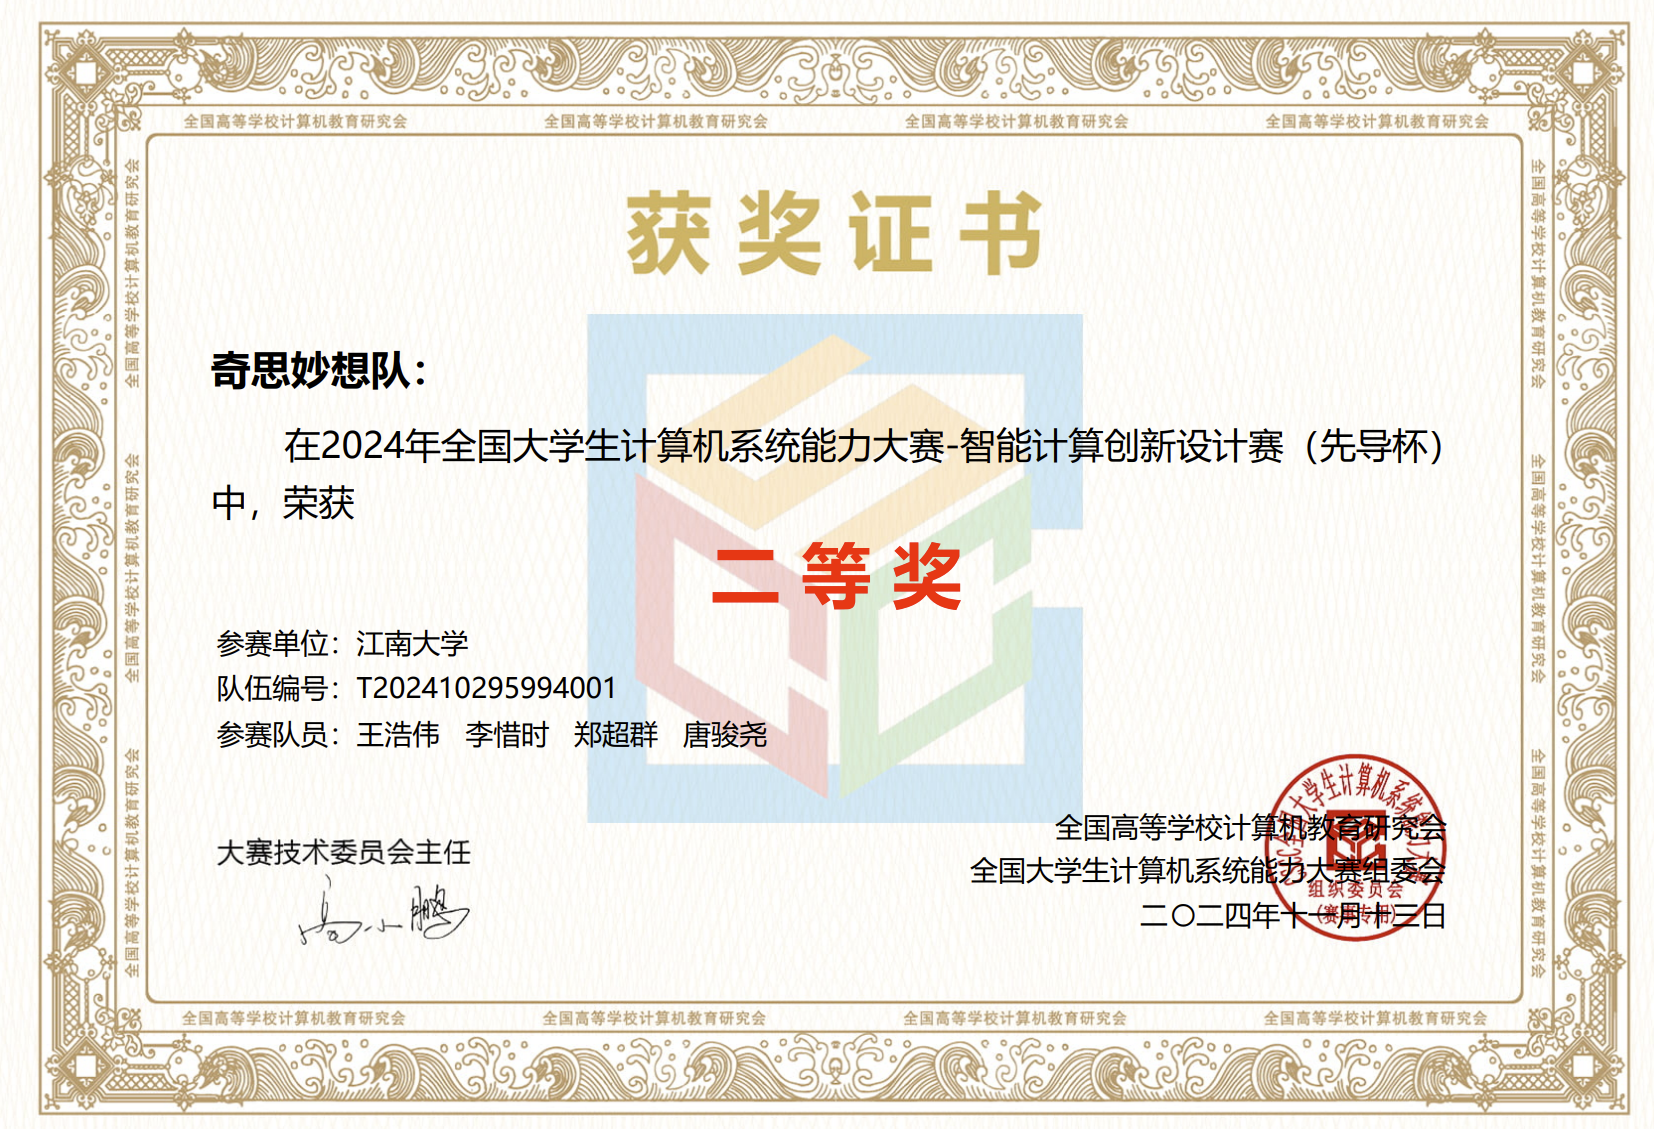 全国高等学校计算机教育研究会 全国高等学校计算机教育研究会 全国高等学校计算机教育研究会 全国高等学校计算机教育研究会
全国高等学校计算机教育研究会
全国高等学校计算机教育研究会
全国高等学校计算机教育研究会
获奖证书
奇思妙想队：
在2024年全国大学生计算机系统能力大赛-智能计算创新设计赛（先导杯）
中，荣获
二等奖
参赛单位：江南大学
队伍编号：T202410295994001
参赛队员：王浩伟 李惜时 郑超群 唐骏尧
大赛技术委员会主任
高小鹏
全国高等学校计算机教育研究会
全国大学生计算机系统能力大赛组委会
二〇二四年十一月十三日
全国大学生计算机系统能力大赛
组织委员会
（赛事专用）
全国高等学校计算机教育研究会
全国高等学校计算机教育研究会
全国高等学校计算机教育研究会
全国高等学校计算机教育研究会 全国高等学校计算机教育研究会 全国高等学校计算机教育研究会 全国高等学校计算机教育研究会